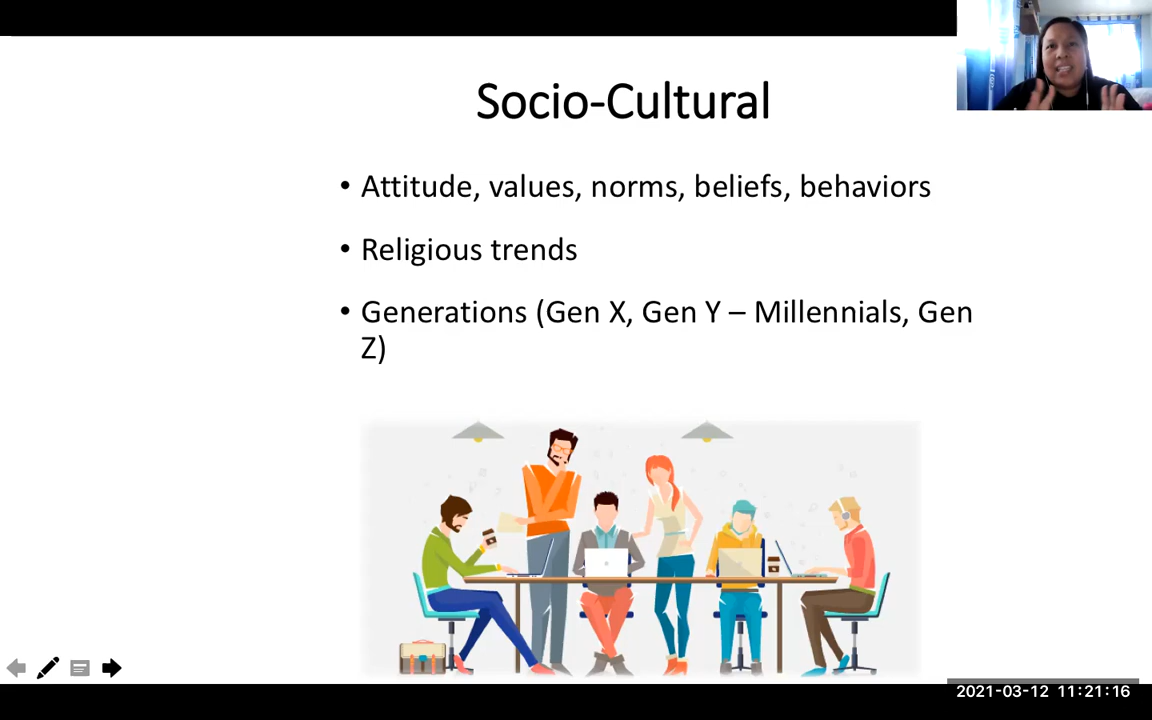 Socio-Cultural
• Attitude, values, norms, beliefs, behaviors
• Religious trends
• Generations (Gen X, Gen Y – Millennials, Gen
Z)
2021-03-12 11:21:16